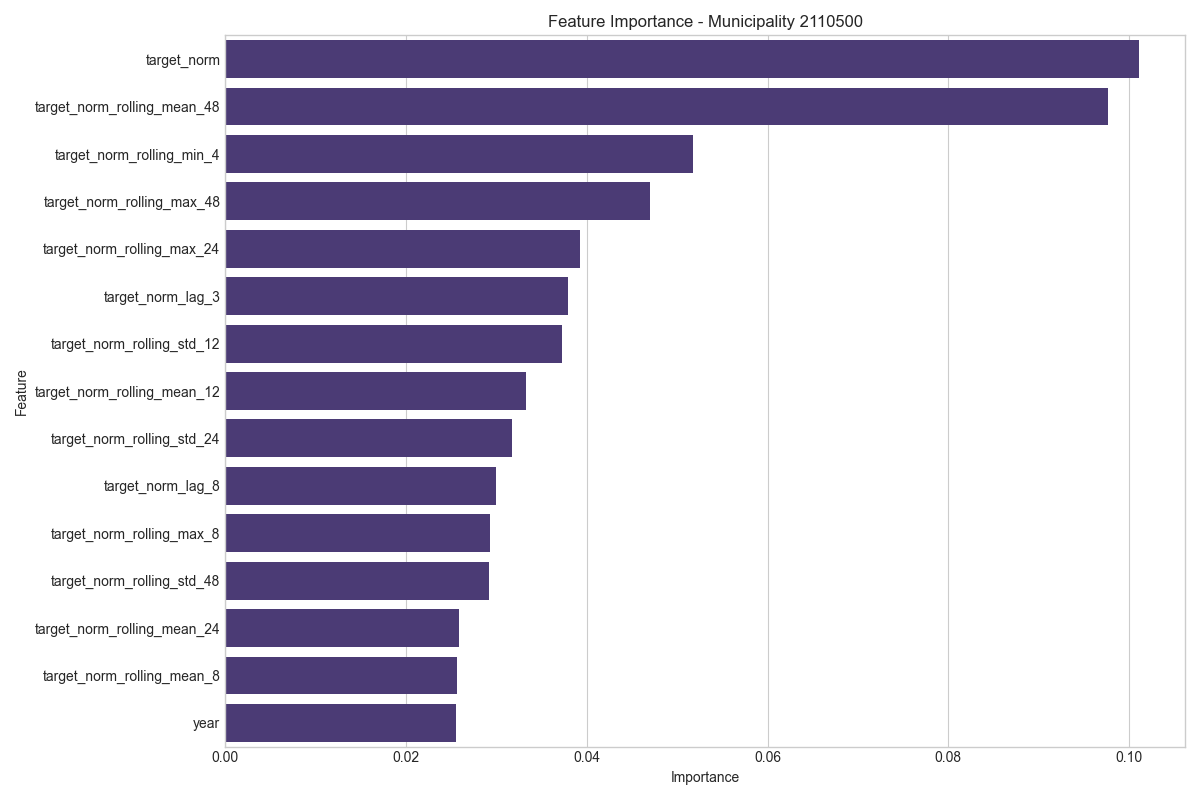 Feature Importance - Municipality 2110500
target_norm
target_norm_rolling_mean_48
target_norm_rolling_min_4
target_norm_rolling_max_48
target_norm_rolling_max_24
target_norm_lag_3
target_norm_rolling_std_12
target_norm_rolling_mean_12
target_norm_rolling_std_24
target_norm_lag_8
target_norm_rolling_max_8
target_norm_rolling_std_48
target_norm_rolling_mean_24
target_norm_rolling_mean_8
year
Feature
0.00 0.02 0.04 0.06 0.08 0.10
Importance